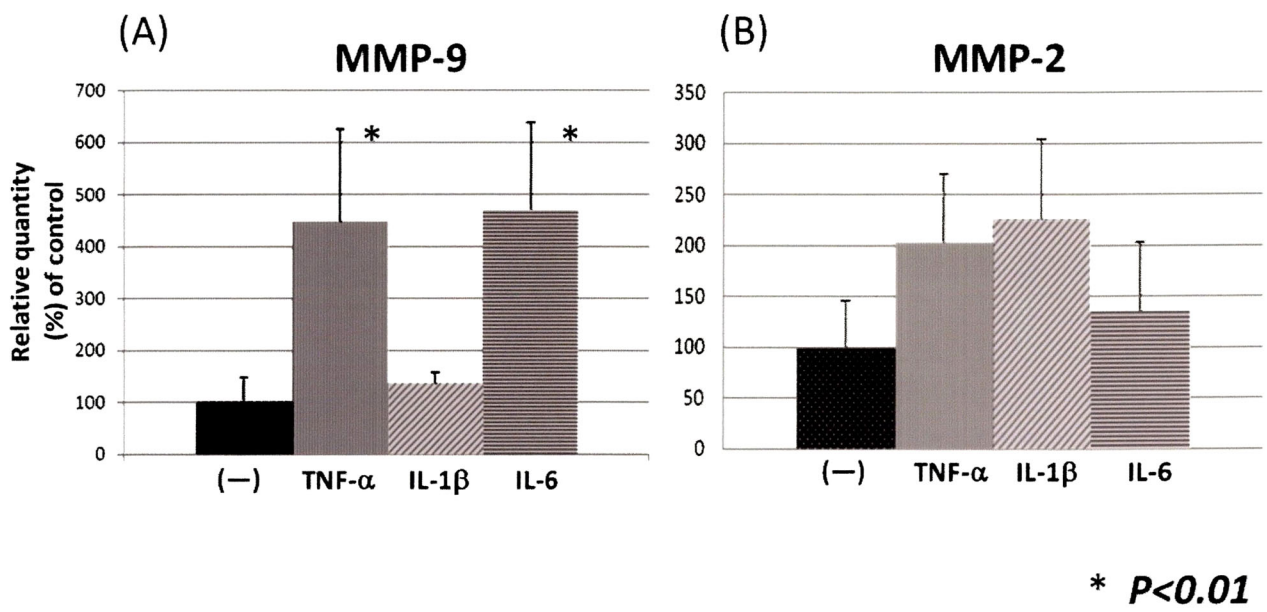 (A)
MMP-9
Relative quantity
(%) of control
700
600
500
400
300
200
100
0
*
*
(—)
TNF-α
IL-1β
IL-6
(B)
MMP-2
350
300
250
200
150
100
50
0
(—)
TNF-α
IL-1β
IL-6
* P<0.01